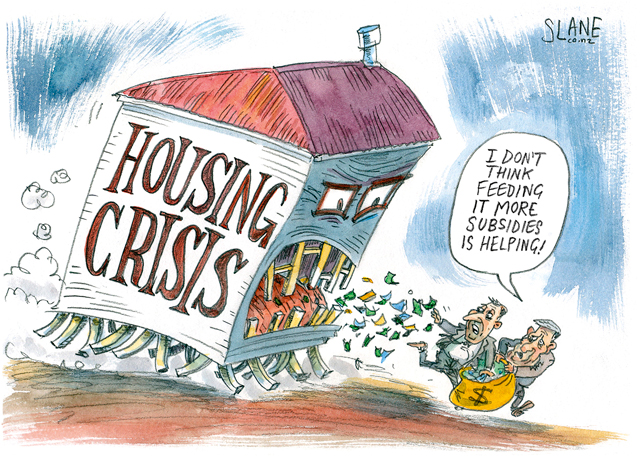 SLANE
co.nz
HOUSING
CRISIS
I DON'T
THINK
FEEDING
IT MORE
SUBSIDIES
IS HELPING!
$